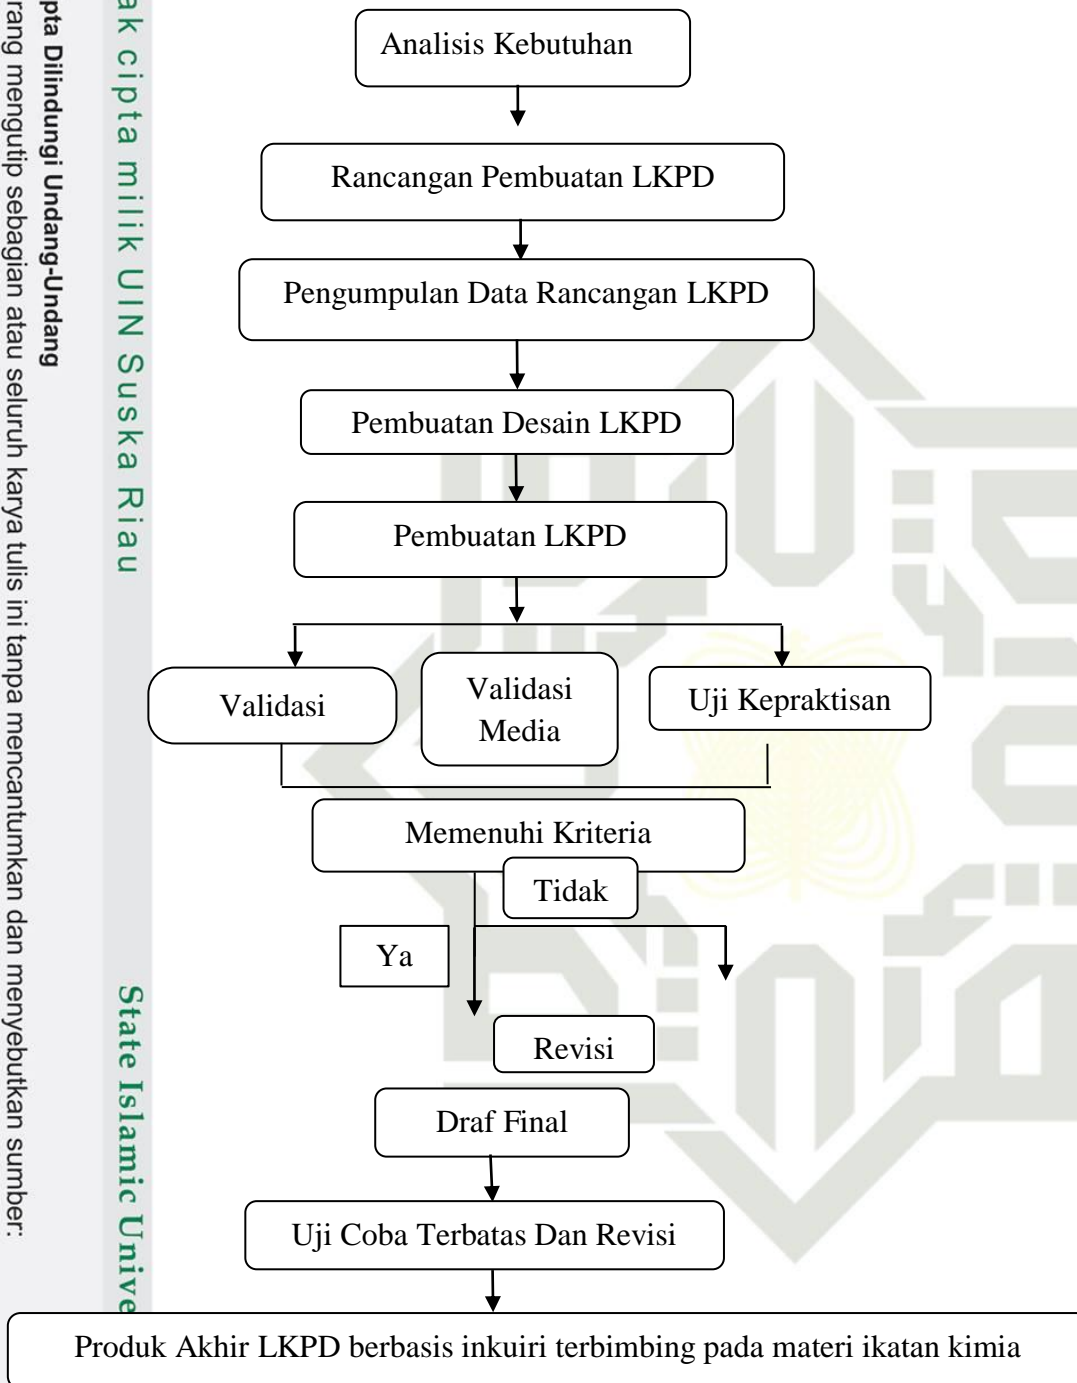 Analisis Kebutuhan
Rancangan Pembuatan LKPD
Pengumpulan Data Rancangan LKPD
Pembuatan Desain LKPD
Pembuatan LKPD
Validasi
Validasi
Media
Uji Kepraktisan
Memenuhi Kriteria
Tidak
Ya
Revisi
Draf Final
Uji Coba Terbatas Dan Revisi
Produk Akhir LKPD berbasis inkuiri terbimbing pada materi ikatan kimia
ak cipta milik UIN Suska Riau
State Islamic Unive
pta Dilindungi Undang-Undang
rang mengutip sebagian atau seluruh karya tulis ini tanpa mencantumkan dan menyebutkan sumber: